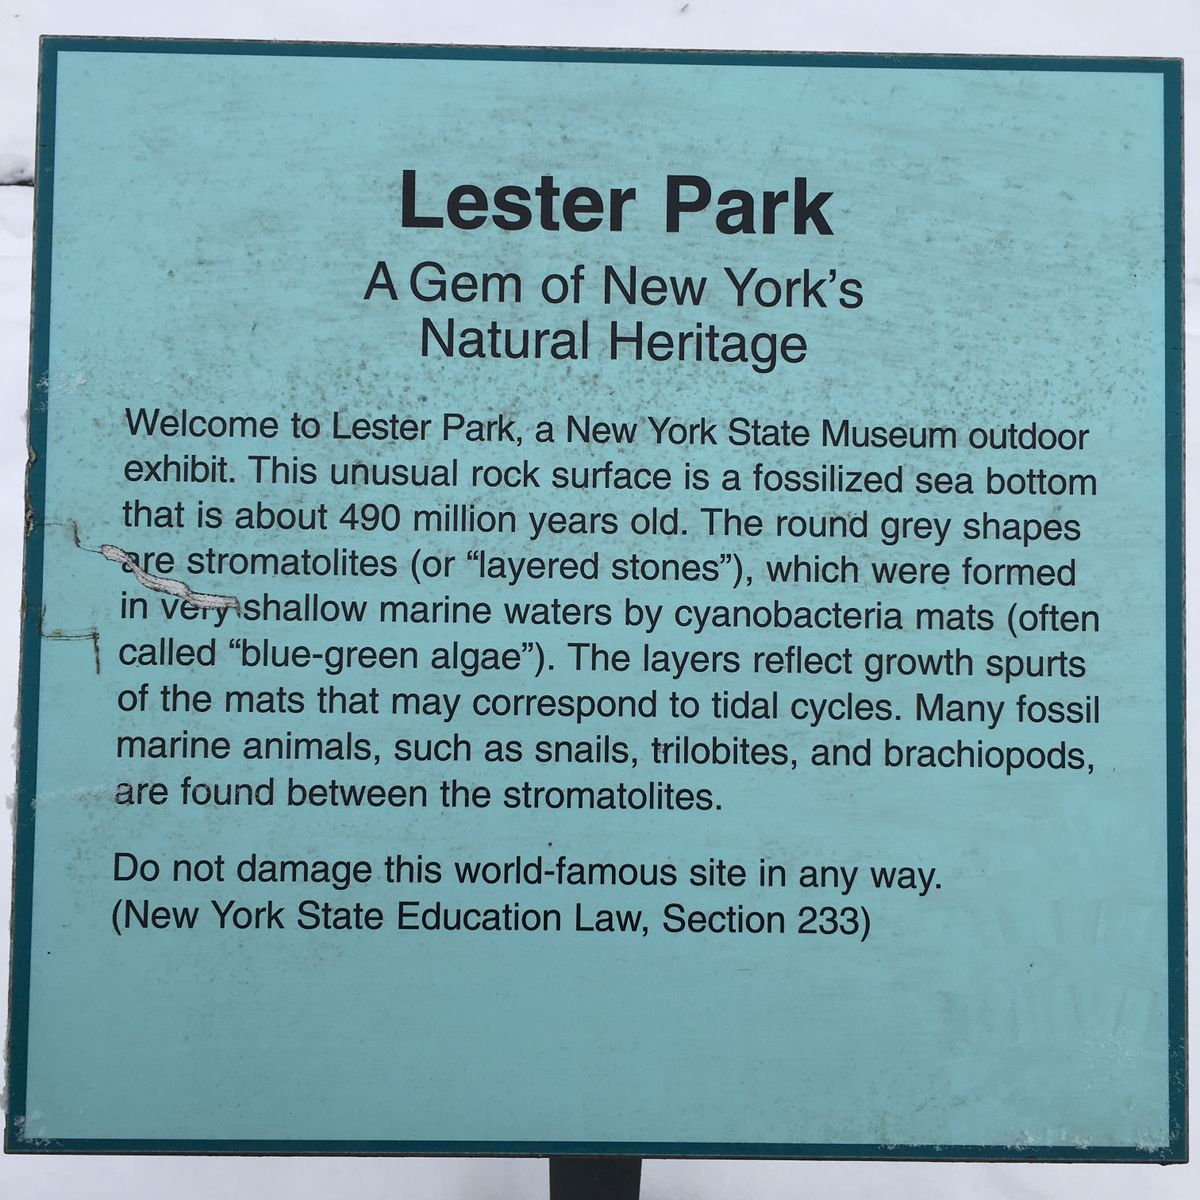 Lester Park
A Gem of New York's
Natural Heritage
Welcome to Lester Park, a New York State Museum outdoor
exhibit. This unusual rock surface is a fossilized sea bottom
that is about 490 million years old. The round grey shapes
are stromatolites (or “layered stones”), which were formed
in very shallow marine waters by cyanobacteria mats (often
called “blue-green algae”). The layers reflect growth spurts
of the mats that may correspond to tidal cycles. Many fossil
marine animals, such as snails, trilobites, and brachiopods,
are found between the stromatolites.
Do not damage this world-famous site in any way.
(New York State Education Law, Section 233)